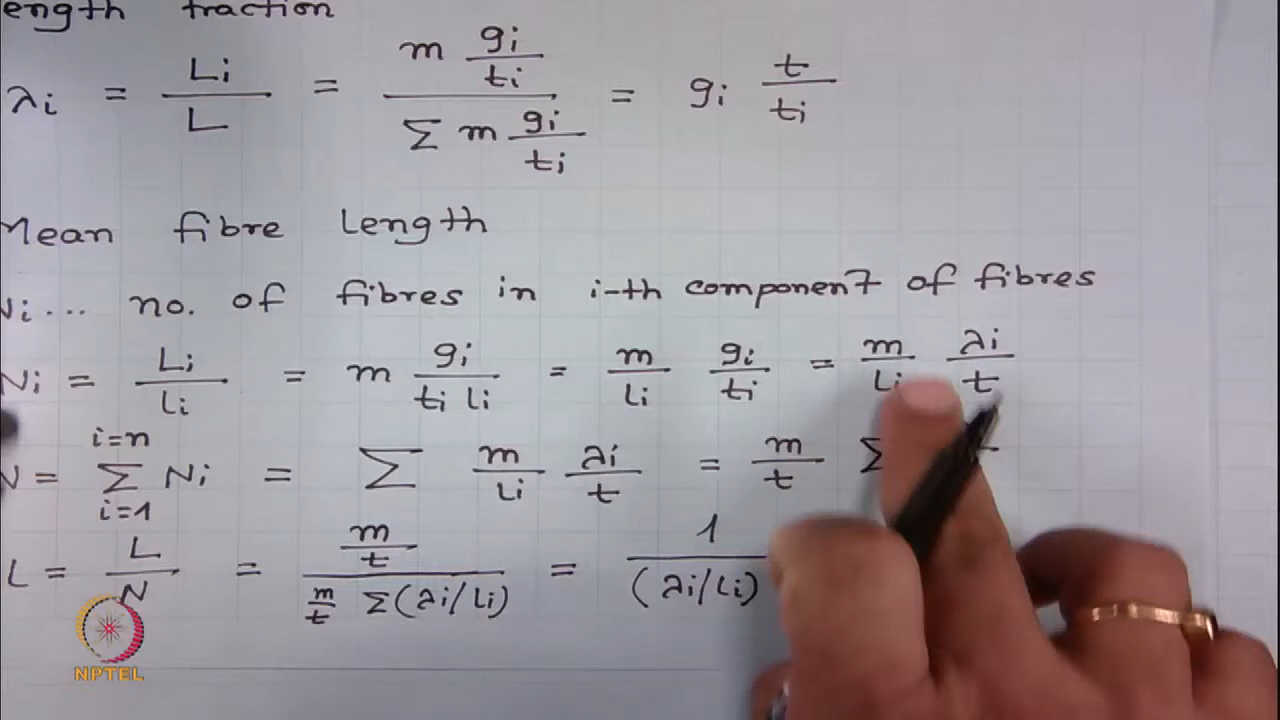 ength fraction
λi = Li / L = (m gi/ti) / (Σ m gi/ti) = gi t/ti
Mean fibre length
Ni... no. of fibres in i-th component of fibres
Ni = Li / li = m gi / (ti li) = m/li gi/ti = m/li λi/t
N = Σ i=1 i=n Ni = Σ m/li λi/t = m/t Σ
l = L/N = (m/t) / (m/t Σ(λi/li)) = 1 / (λi/li)
NPTEL